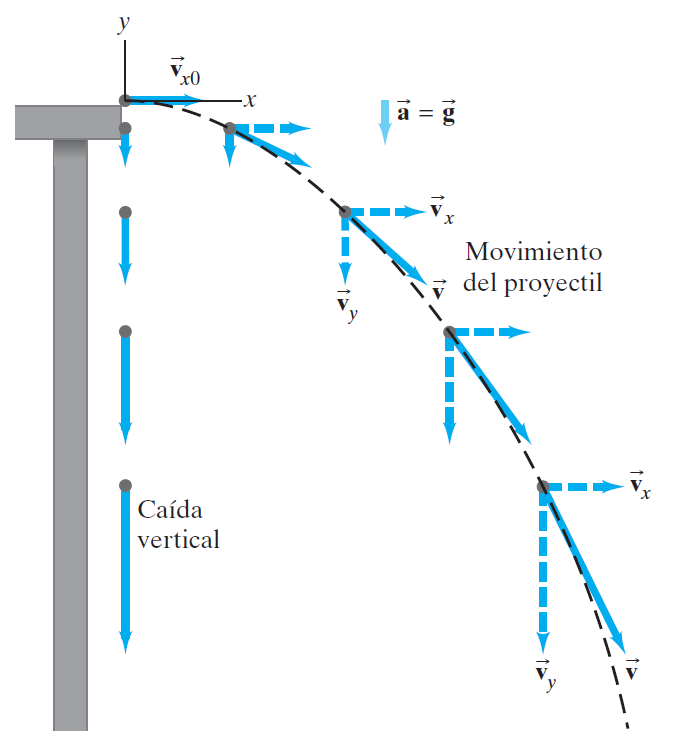 y
v⃗x0
x
a⃗ = g⃗
v⃗x
Movimiento
del proyectil
v⃗
v⃗y
v⃗x
Caída
vertical
v⃗y
v⃗